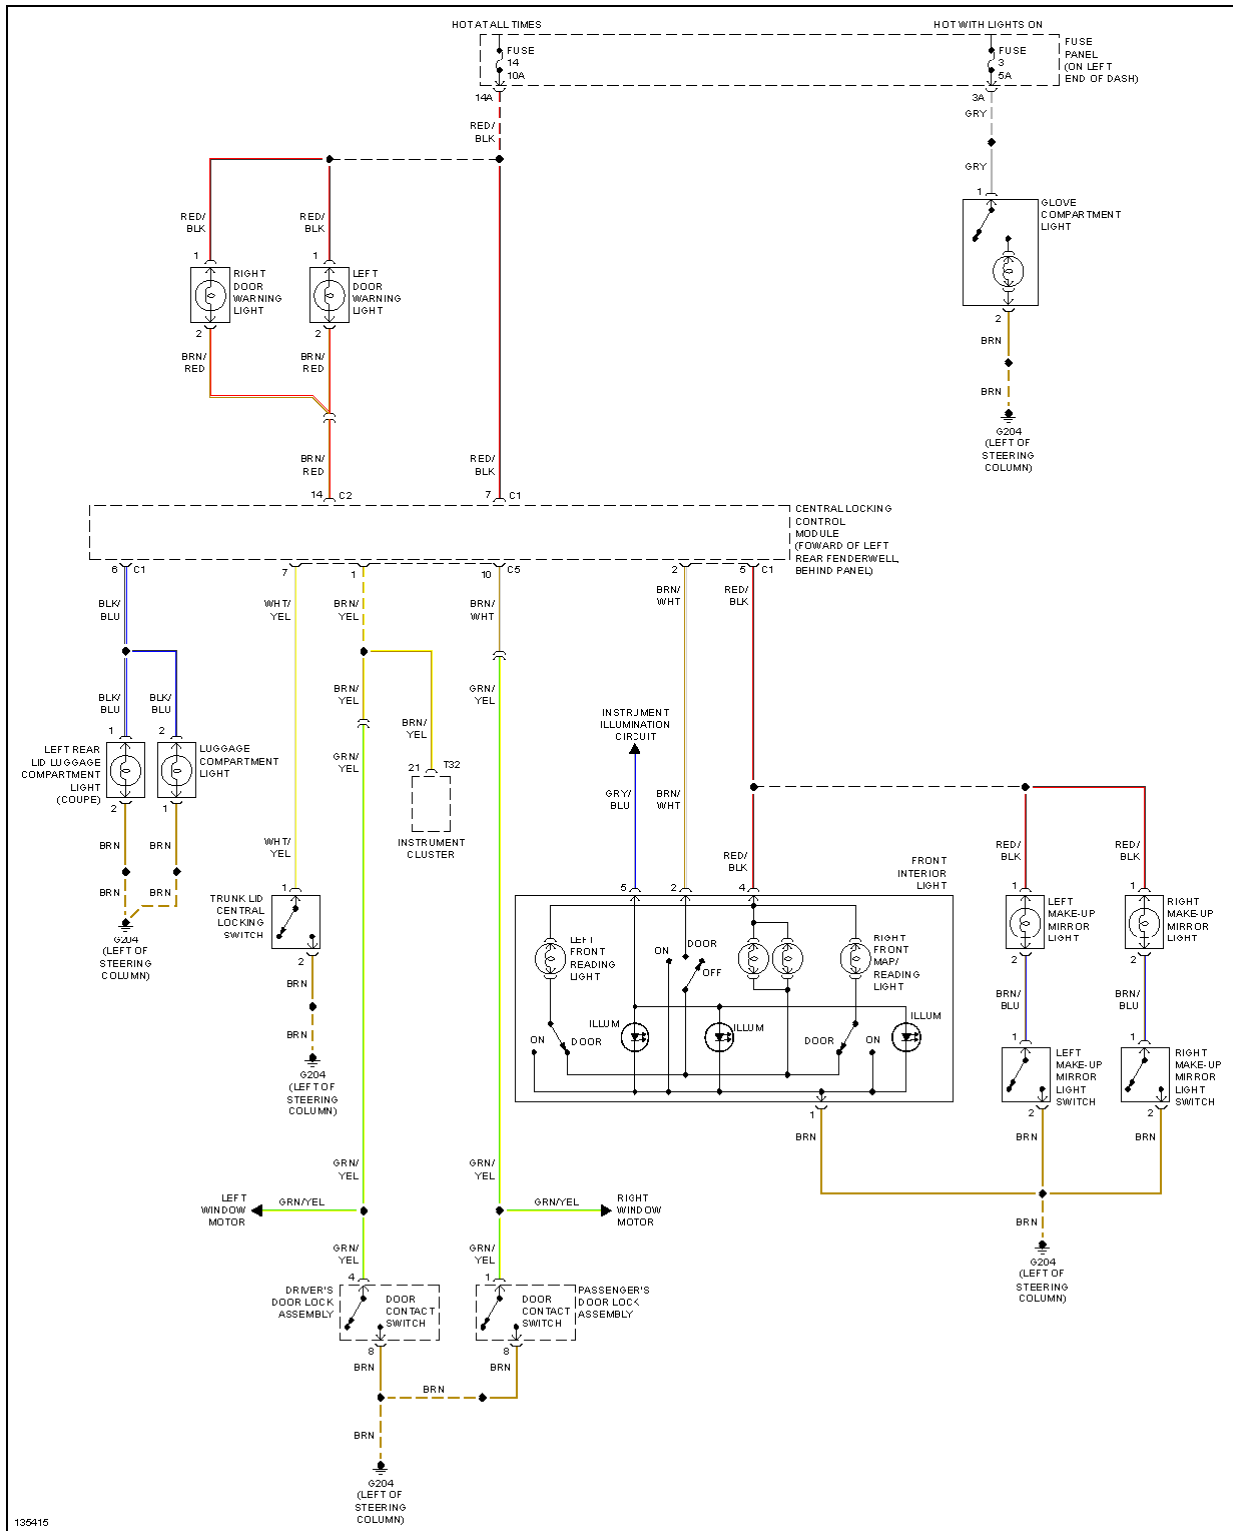 HOT AT ALL TIMES
HOT WITH LIGHTS ON
FUSE
14
10A
FUSE
3
5A
FUSE
PANEL
(ON LEFT
END OF DASH)
14A
3A
RED/
BLK
GRY
GRY
RED/
BLK
RED/
BLK
1
1
1
RIGHT
DOOR
WARNING
LIGHT
LEFT
DOOR
WARNING
LIGHT
GLOVE
COMPARTMENT
LIGHT
2
2
2
BRN/
RED
BRN/
RED
BRN
BRN
G204
(LEFT OF
STEERING
COLUMN)
BRN/
RED
RED/
BLK
14
C2
7
C1
CENTRAL LOCKING
CONTROL
MODULE
(FOWARD OF LEFT
REAR FENDERWELL,
BEHIND PANEL)
6
C1
7
1
10
C5
2
5
C1
BLK/
BLU
WHT/
YEL
BRN/
YEL
BRN/
WHT
BRN/
WHT
RED/
BLK
BLK/
BLU
BLK/
BLU
BRN/
YEL
GRN/
YEL
BRN/
YEL
GRN/
YEL
INSTRUMENT
ILLUMINATION
CIRCUIT
1
2
LEFT REAR
LID LUGGAGE
COMPARTMENT
LIGHT
(COUPE)
LUGGAGE
COMPARTMENT
LIGHT
21
T32
INSTRUMENT
CLUSTER
GRY/
BLU
BRN/
WHT
2
1
BRN
BRN
WHT/
YEL
RED/
BLK
RED/
BLK
RED/
BLK
FRONT
INTERIOR
LIGHT
BRN
BRN
G204
(LEFT OF
STEERING
COLUMN)
1
TRUNK LID
CENTRAL
LOCKING
SWITCH
2
BRN
BRN
G204
(LEFT OF
STEERING
COLUMN)
5
2
4
LEFT
FRONT
READING
LIGHT
ON
DOOR
OFF
RIGHT
FRONT
MAP/
READING
LIGHT
ON
DOOR
ILLUM
ILLUM
DOOR
ON
ILLUM
1
BRN
1
1
LEFT
MAKE-UP
MIRROR
LIGHT
RIGHT
MAKE-UP
MIRROR
LIGHT
2
2
BRN/
BLU
BRN/
BLU
1
1
LEFT
MAKE-UP
MIRROR
LIGHT
SWITCH
RIGHT
MAKE-UP
MIRROR
LIGHT
SWITCH
2
2
BRN
BRN
BRN
G204
(LEFT OF
STEERING
COLUMN)
GRN/
YEL
GRN/
YEL
LEFT
WINDOW
MOTOR
GRN/YEL
GRN/YEL
RIGHT
WINDOW
MOTOR
GRN/
YEL
GRN/
YEL
4
1
DRIVER'S
DOOR LOCK
ASSEMBLY
DOOR
CONTACT
SWITCH
DOOR
CONTACT
SWITCH
PASSENGER'S
DOOR LOCK
ASSEMBLY
8
8
BRN
BRN
BRN
BRN
G204
(LEFT OF
STEERING
COLUMN)
135415